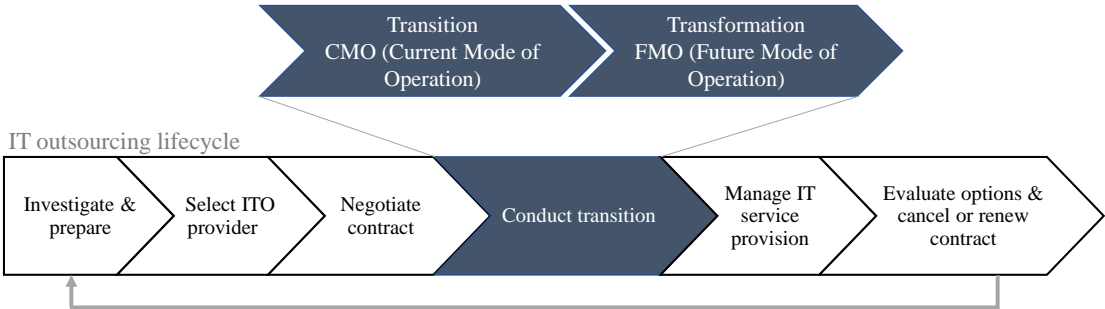 Transition
CMO (Current Mode of
Operation)
Transformation
FMO (Future Mode of
Operation)
IT outsourcing lifecycle
Investigate &
prepare
Select ITO
provider
Negotiate
contract
Conduct transition
Manage IT
service
provision
Evaluate options &
cancel or renew
contract